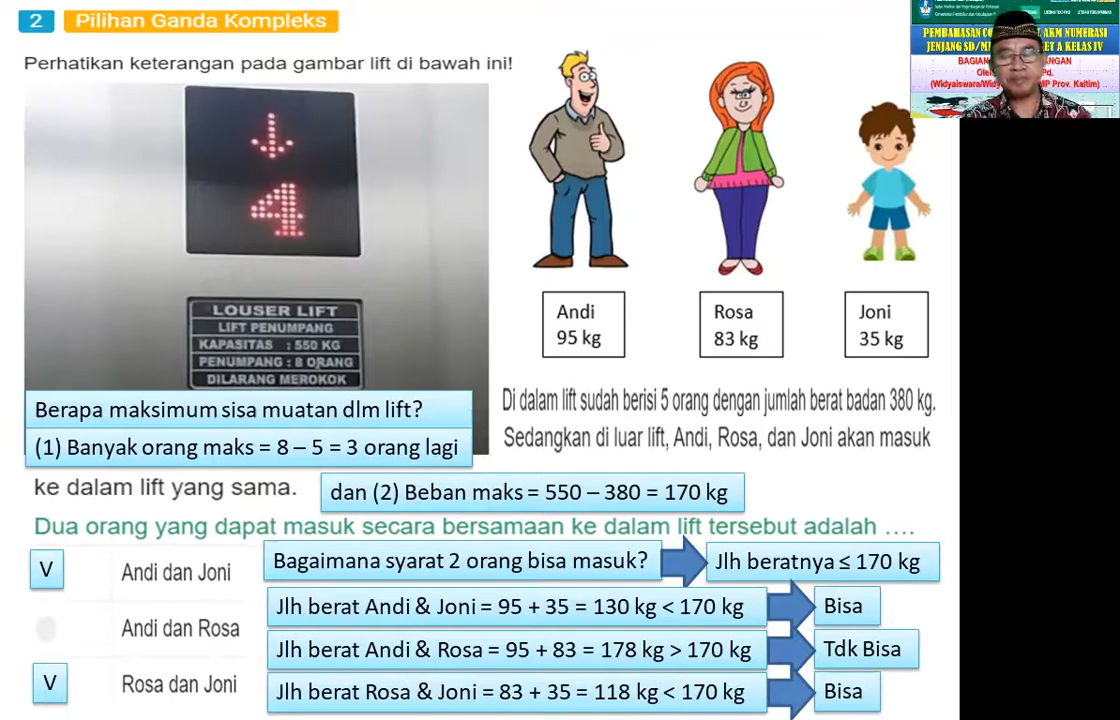 2 Pilihan Ganda Kompleks
Perhatikan keterangan pada gambar lift di bawah ini!
4
LOUSER LIFT
LIFT PENUMPANG
KAPASITAS : 550 KG
PENUMPANG : 8 ORANG
DILARANG MEROKOK
Andi
95 kg
Rosa
83 kg
Joni
35 kg
Di dalam lift sudah berisi 5 orang dengan jumlah berat badan 380 kg.
Sedangkan di luar lift, Andi, Rosa, dan Joni akan masuk
ke dalam lift yang sama.
Berapa maksimum sisa muatan dlm lift?
(1) Banyak orang maks = 8 – 5 = 3 orang lagi
dan (2) Beban maks = 550 – 380 = 170 kg
Dua orang yang dapat masuk secara bersamaan ke dalam lift tersebut adalah ....
Bagaimana syarat 2 orang bisa masuk?
Jlh beratnya ≤ 170 kg
V Andi dan Joni
Jlh berat Andi & Joni = 95 + 35 = 130 kg < 170 kg
Bisa
Andi dan Rosa
Jlh berat Andi & Rosa = 95 + 83 = 178 kg > 170 kg
Tdk Bisa
V Rosa dan Joni
Jlh berat Rosa & Joni = 83 + 35 = 118 kg < 170 kg
Bisa
PEMBAHASAN
AKM NUMERASI
JENJANG SD/
A KELAS IV
BAGIAN
Oleh
Pd.
(Widyaiswara/
MP Prov. Kaltim)